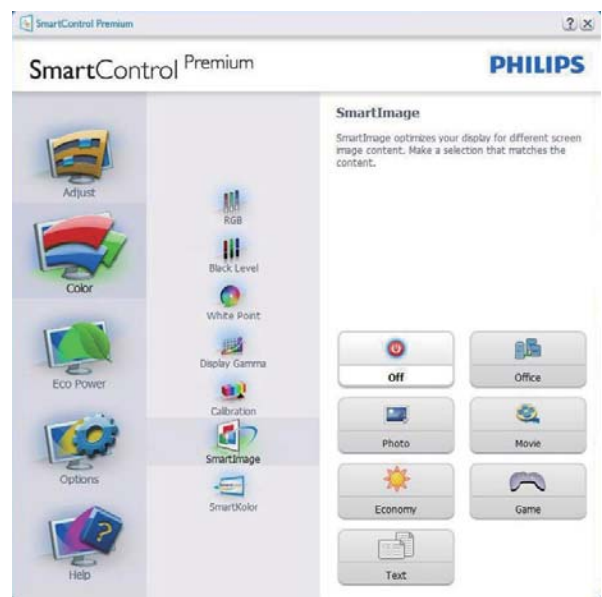 SmartControl Premium
? x
SmartControl Premium
PHILIPS
Adjust
Color
Eco Power
Options
Help
RGB
Black Level
White Point
Display Gamma
Calibration
SmartImage
SmartKolor
SmartImage
SmartImage optimizes your display for different screen
image content. Make a selection that matches the
content.
Off
Office
Photo
Movie
Economy
Game
Text